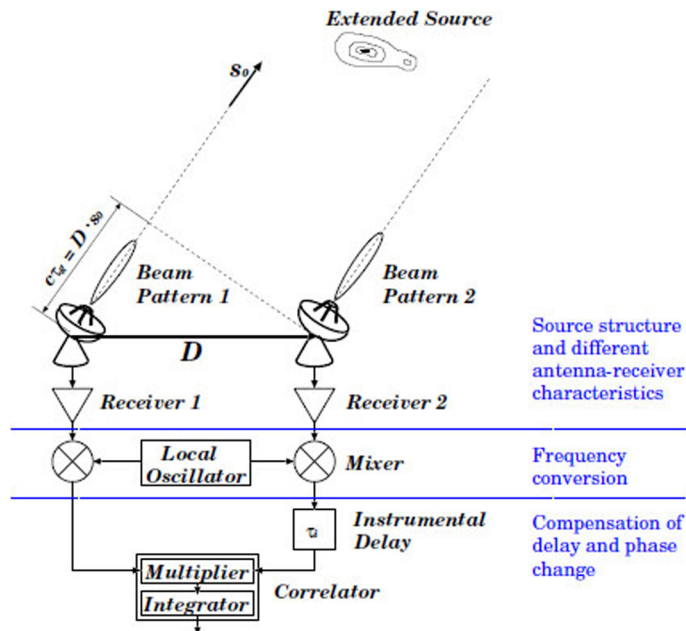 Extended Source
s₀
cτg = D · s₀
Beam
Pattern 1
Beam
Pattern 2
D
Source structure
and different
antenna-receiver
characteristics
Receiver 1
Receiver 2
Local
Oscillator
Mixer
Frequency
conversion
τi
Instrumental
Delay
Compensation of
delay and phase
change
Multiplier
Integrator
Correlator